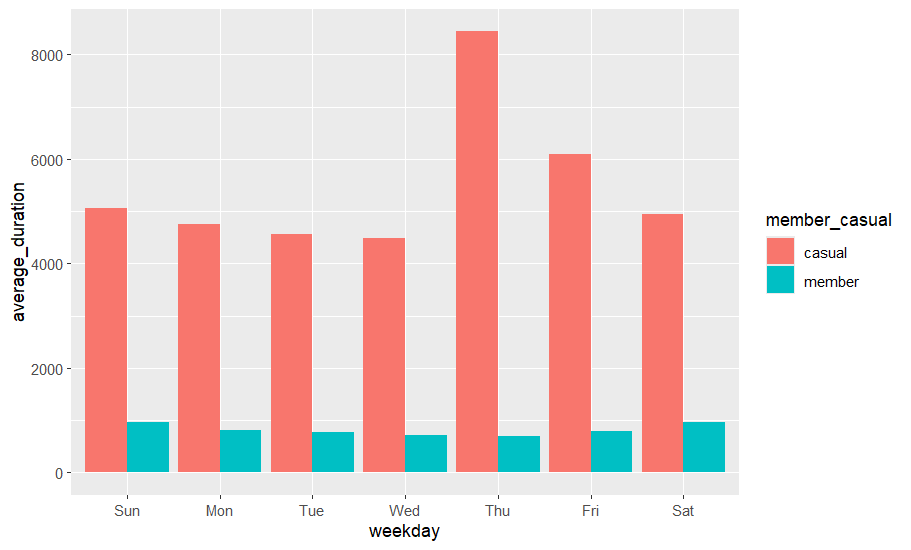 8000
6000
4000
2000
0
average_duration
Sun Mon Tue Wed Thu Fri Sat
weekday
member_casual
casual
member